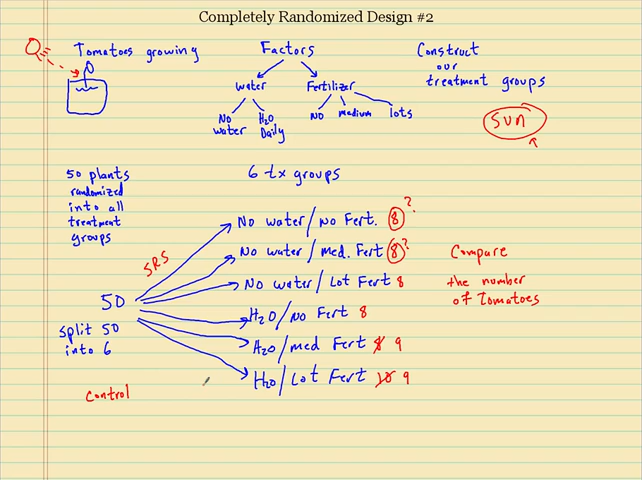 Completely Randomized Design #2
Tomatoes growing
Factors
water
Fertilizer
No water
H2O Daily
No
medium
lots
Construct
our
treatment groups
sun
50 plants
randomized
into all
treatment
groups
6 tx groups
SRS
50
split 50
into 6
No water / no Fert. 8 ?
No water / med. Fert 8 ?
No water / Lot Fert 8
H2O / No Fert 8
H2O / med Fert 8 9
H2O / Lot Fert 10 9
Compare
the number
of Tomatoes
Control